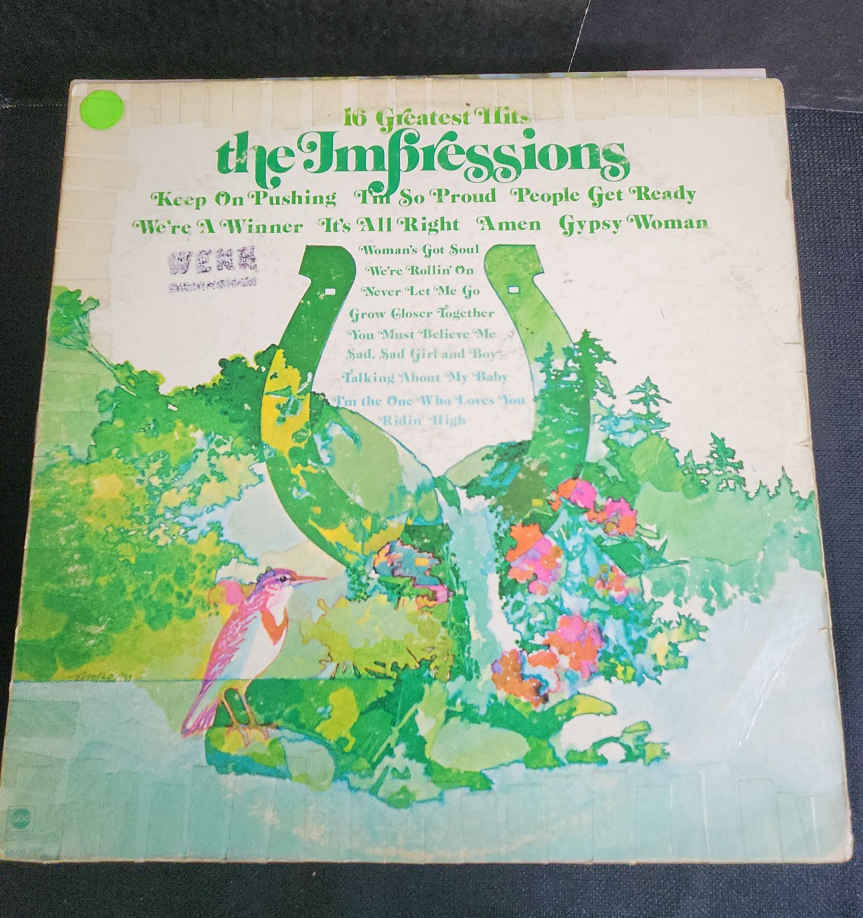 16 Greatest Hits
the Impressions
Keep On Pushing I'm So Proud People Get Ready
We're A Winner It's All Right Amen Gypsy Woman
WENR
Woman's Got Soul
We're Rollin' On
Never Let Me Go
Grow Closer Together
You Must Believe Me
Sad, Sad Girl and Boy
Talking About My Baby
I'm the One Who Loves You
Ridin' High
abc